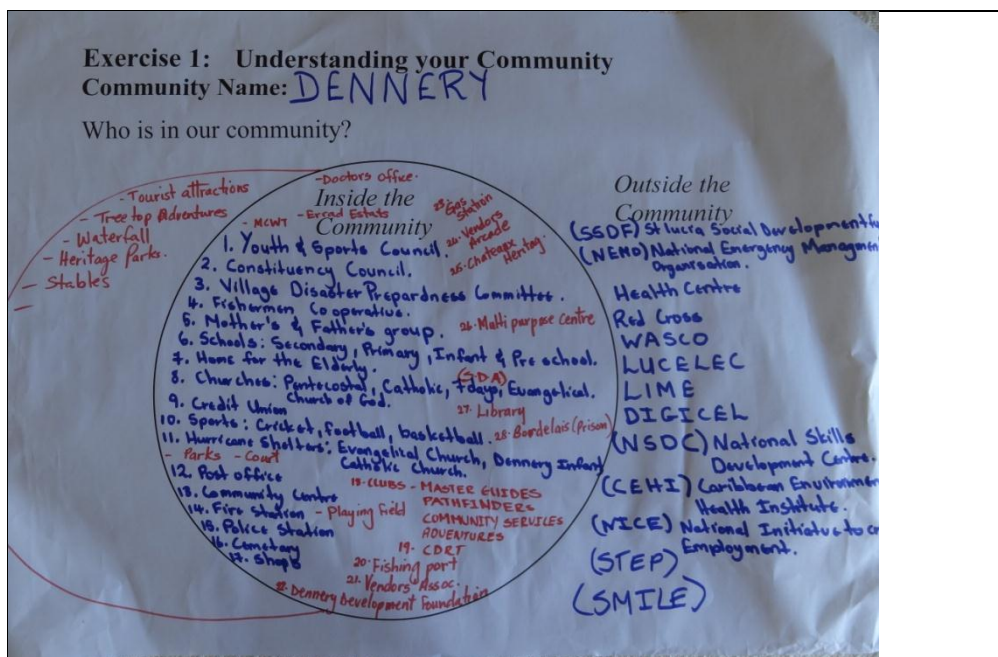 Exercise 1: Understanding your Community
Community Name: DENNERY
Who is in our community?
- Tourist attractions
- Tree top Adventures
- Waterfall
- Heritage Parks.
- Stables
-
- Doctors office.
Inside the
Community
- MCWT - Errad Estate
23. Gas
Station
24. Vendors
Arcade
25. Chateaux
Heritag.
1. Youth & Sports Council.
2. Constituency Council.
3. Village Disaster Prepardness Committee.
4. Fishermen Cooperative.
5. Mother's & Father's group.
26. Multi purpose Centre
6. Schools: Secondary, Primary, Infant & Pre school.
7. Home for the Elderly.
(SDA)
8. Churches: Pentecostal, Catholic, 7days, Evangelical.
Church of God.
9. Credit Union
27. Library
10. Sports: Cricket, football, basketball.
28. Bordelais (Prison)
11. Hurricane Shelters: Evangelical Church, Dennery Infant
Catholic Church.
- Parks - Court
12. Post office
13. Community Centre
14. Fire Station - Playing field
15. Police Station
16. Cemetary
17. Shops
18. CLUBS - MASTER GUIDES
PATHFINDERS
COMMUNITY SERVICES
ADVENTURES
19. CDRT
20. Fishing port
21. Vendors' Assoc.
22. Dennery Development Foundation
Outside the
Community
(SSDF) St lucia Social Development
(NEMO) National Emergency Managmen
Organisation.
Health Centre
Red Cross
WASCO
LUCELEC
LIME
DIGICEL
(NSDC) National Skills
Development Centre.
(CEHI) Caribbean Environmen
Health Institute.
(NICE) National Initiative to cr
Employment.
(STEP)
(SMILE)